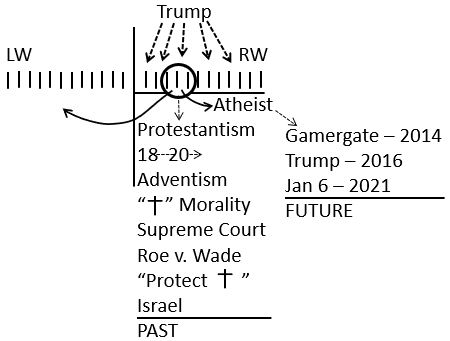 Trump
LW
RW
Atheist
Protestantism
18--20->
Adventism
“✝” Morality
Supreme Court
Roe v. Wade
“Protect ✝ ”
Israel
PAST
Gamergate – 2014
Trump – 2016
Jan 6 – 2021
FUTURE